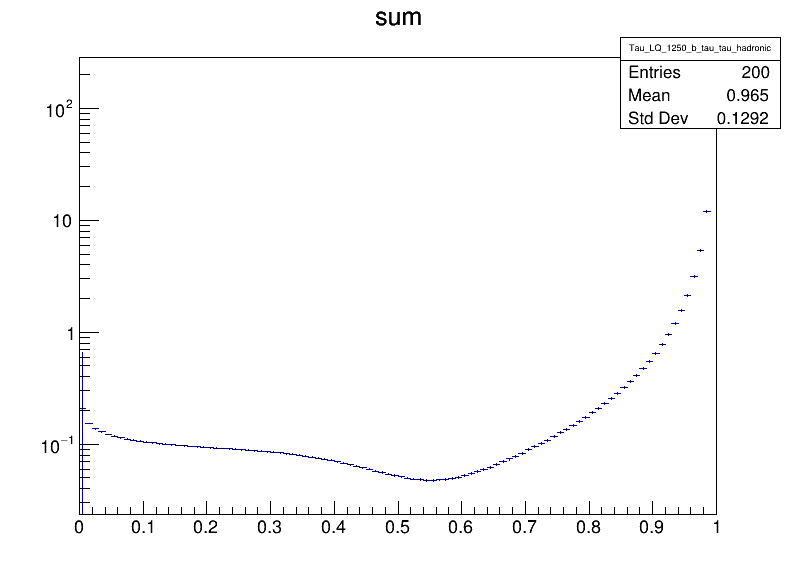 sum
Tau_LQ_1250_b_tau_tau_hadronic
Entries 200
Mean 0.965
Std Dev 0.1292
10²
10
1
10⁻¹
0 0.1 0.2 0.3 0.4 0.5 0.6 0.7 0.8 0.9 1